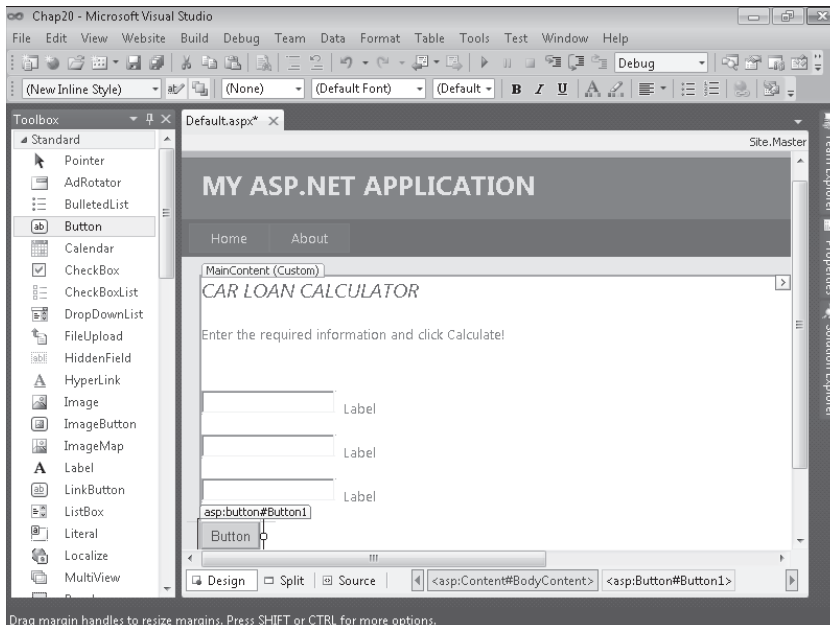 Chap20 - Microsoft Visual Studio
File Edit View Website Build Debug Team Data Format Table Tools Test Window Help
Debug
(New Inline Style) (None) (Default Font) (Default B I U A
Toolbox
Default.aspx*
Site.Master
Standard
Pointer
AdRotator
BulletedList
Button
Calendar
CheckBox
CheckBoxList
DropDownList
FileUpload
HiddenField
HyperLink
Image
ImageButton
ImageMap
Label
LinkButton
ListBox
Literal
Localize
MultiView
MY ASP.NET APPLICATION
Home About
MainContent (Custom)
CAR LOAN CALCULATOR
Enter the required information and click Calculate!
Label
Label
Label
asp:button#Button1
Button
Design Split Source <asp:Content#BodyContent> <asp:Button#Button1>
Team Explorer
Properties
Solution Explorer
Drag margin handles to resize margins. Press SHIFT or CTRL for more options.